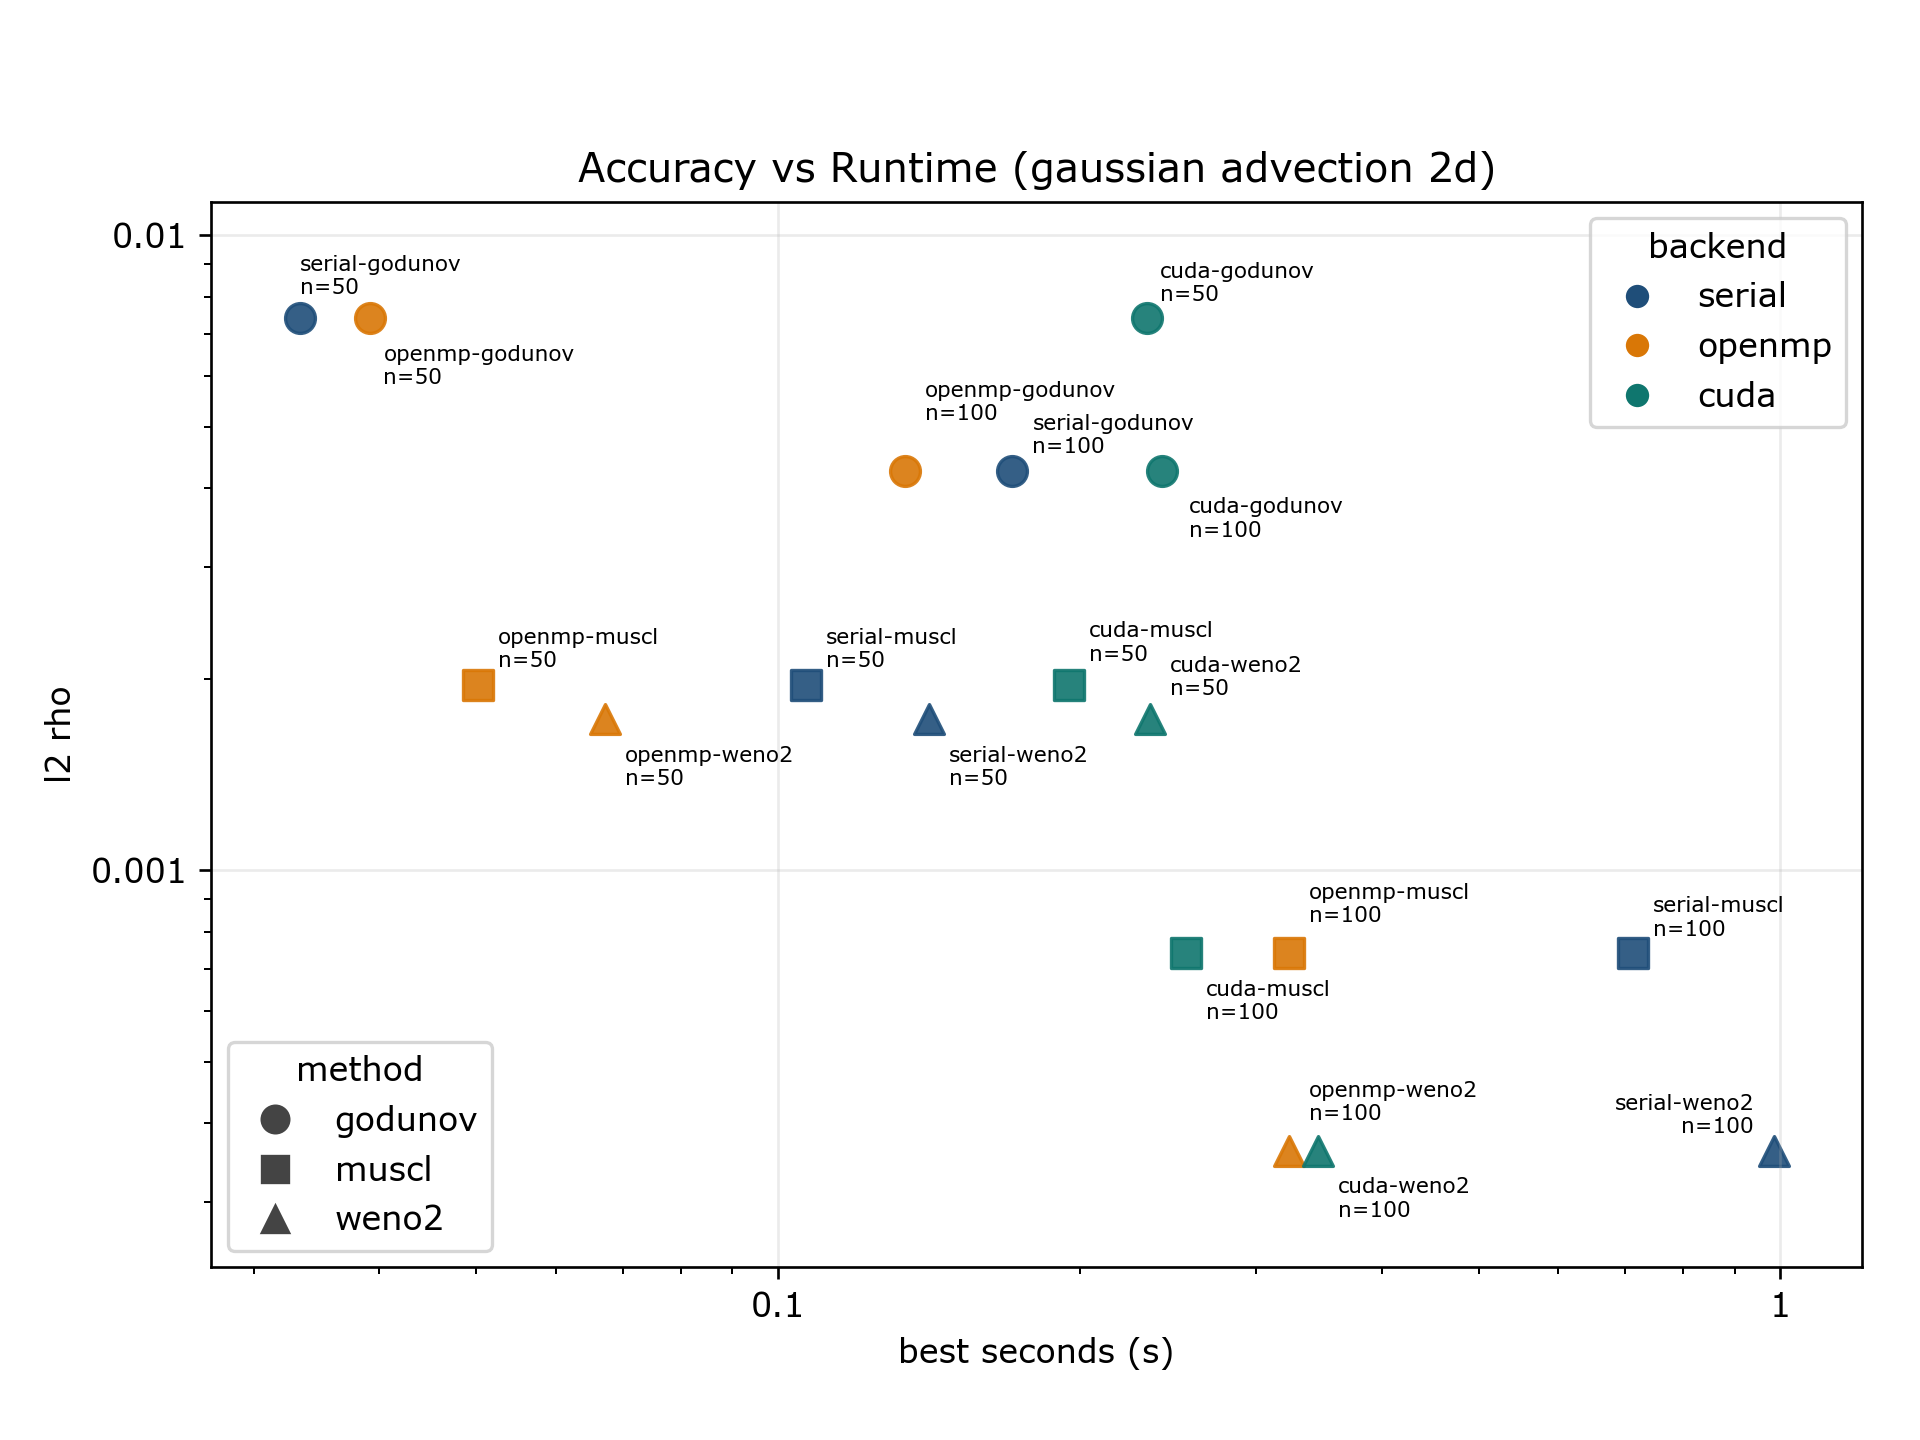 Accuracy vs Runtime (gaussian advection 2d)
0.01
0.001
l2 rho
serial-godunov
n=50
openmp-godunov
n=50
cuda-godunov
n=50
backend
serial
openmp
cuda
openmp-godunov
n=100
serial-godunov
n=100
cuda-godunov
n=100
openmp-muscl
n=50
serial-muscl
n=50
cuda-muscl
n=50
cuda-weno2
n=50
openmp-weno2
n=50
serial-weno2
n=50
openmp-muscl
n=100
serial-muscl
n=100
cuda-muscl
n=100
openmp-weno2
n=100
serial-weno2
n=100
cuda-weno2
n=100
method
godunov
muscl
weno2
0.1
1
best seconds (s)